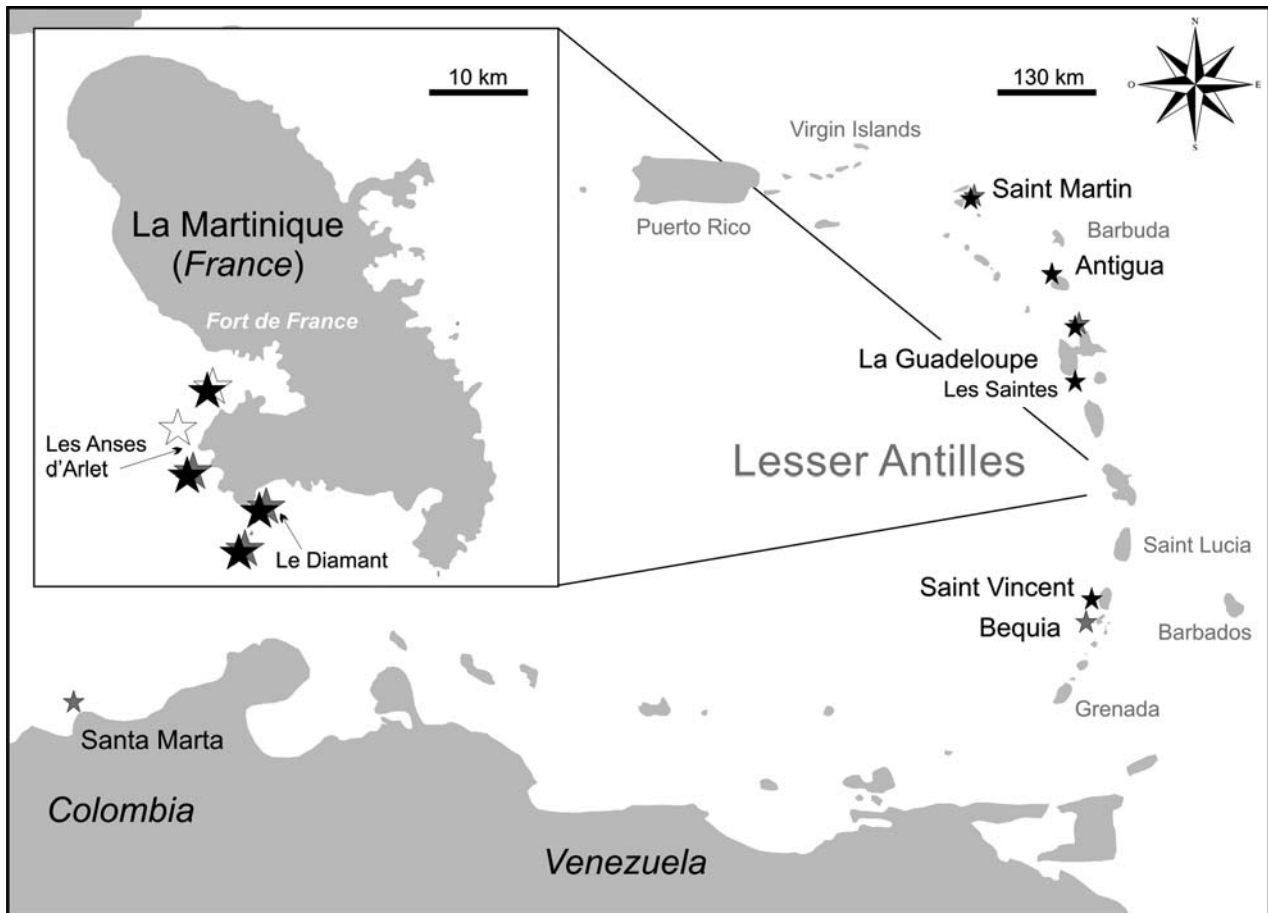 10 km
130 km
N
O
E
S
Virgin Islands
La Martinique
(France)
Puerto Rico
Saint Martin
Barbuda
Antigua
Fort de France
La Guadeloupe
Les Saintes
Les Anses
d'Arlet
Lesser Antilles
Le Diamant
Saint Lucia
Saint Vincent
Bequia
Barbados
Grenada
Santa Marta
Colombia
Venezuela